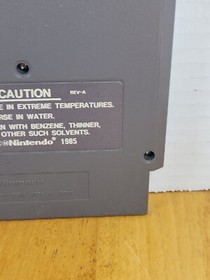 CAUTION REV-A
E IN EXTREME TEMPERATURES.
RSE IN WATER.
N WITH BENZENE, THINNER,
OTHER SUCH SOLVENTS.
©Nintendo® 1985